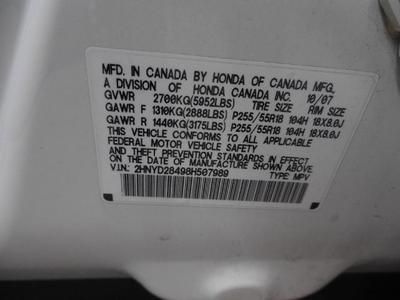 MFD. IN CANADA BY HONDA OF CANADA MFG.,
A DIVISION OF HONDA CANADA INC. 10/07
GVWR 2700KG(5952LBS) TIRE SIZE RIM SIZE
GAWR F 1310KG(2888LBS) P255/55R18 104H 18X8.0J
GAWR R 1440KG(3175LBS) P255/55R18 104H 18X8.0J
THIS VEHICLE CONFORMS TO ALL APPLICABLE
FEDERAL MOTOR VEHICLE SAFETY
AND THEFT PREVENTION STANDARDS IN EFFECT
ON THE DATE OF MANUFACTURE SHOWN ABOVE.
V.I.N.: 2HNYD28498H507989 TYPE: MPV